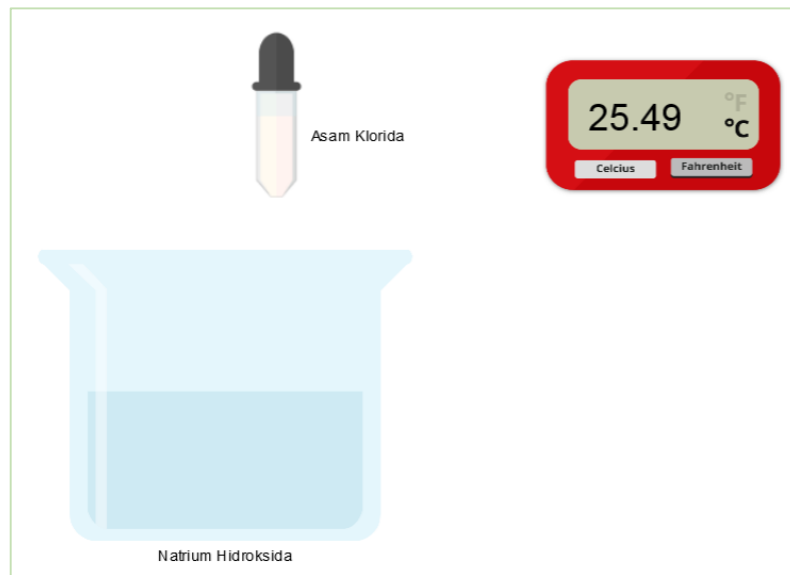 Asam Klorida
25.49
°F
°C
Celcius
Fahrenheit
Natrium Hidroksida